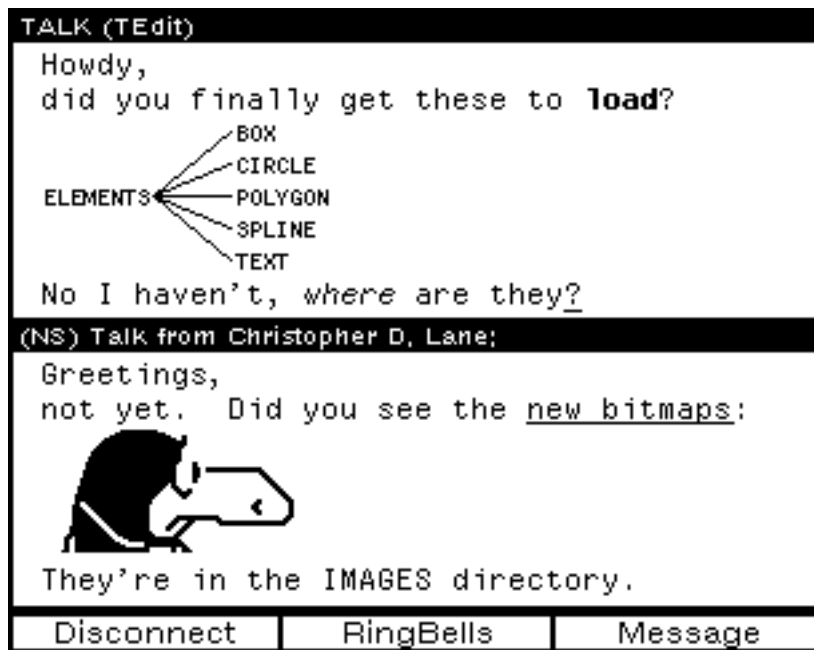 TALK (TEdit)
Howdy,
did you finally get these to load?
BOX
CIRCLE
ELEMENTS POLYGON
SPLINE
TEXT
No I haven't, where are they?
(NS) Talk from Christopher D. Lane:
Greetings,
not yet. Did you see the new bitmaps:
They're in the IMAGES directory.
Disconnect RingBells Message